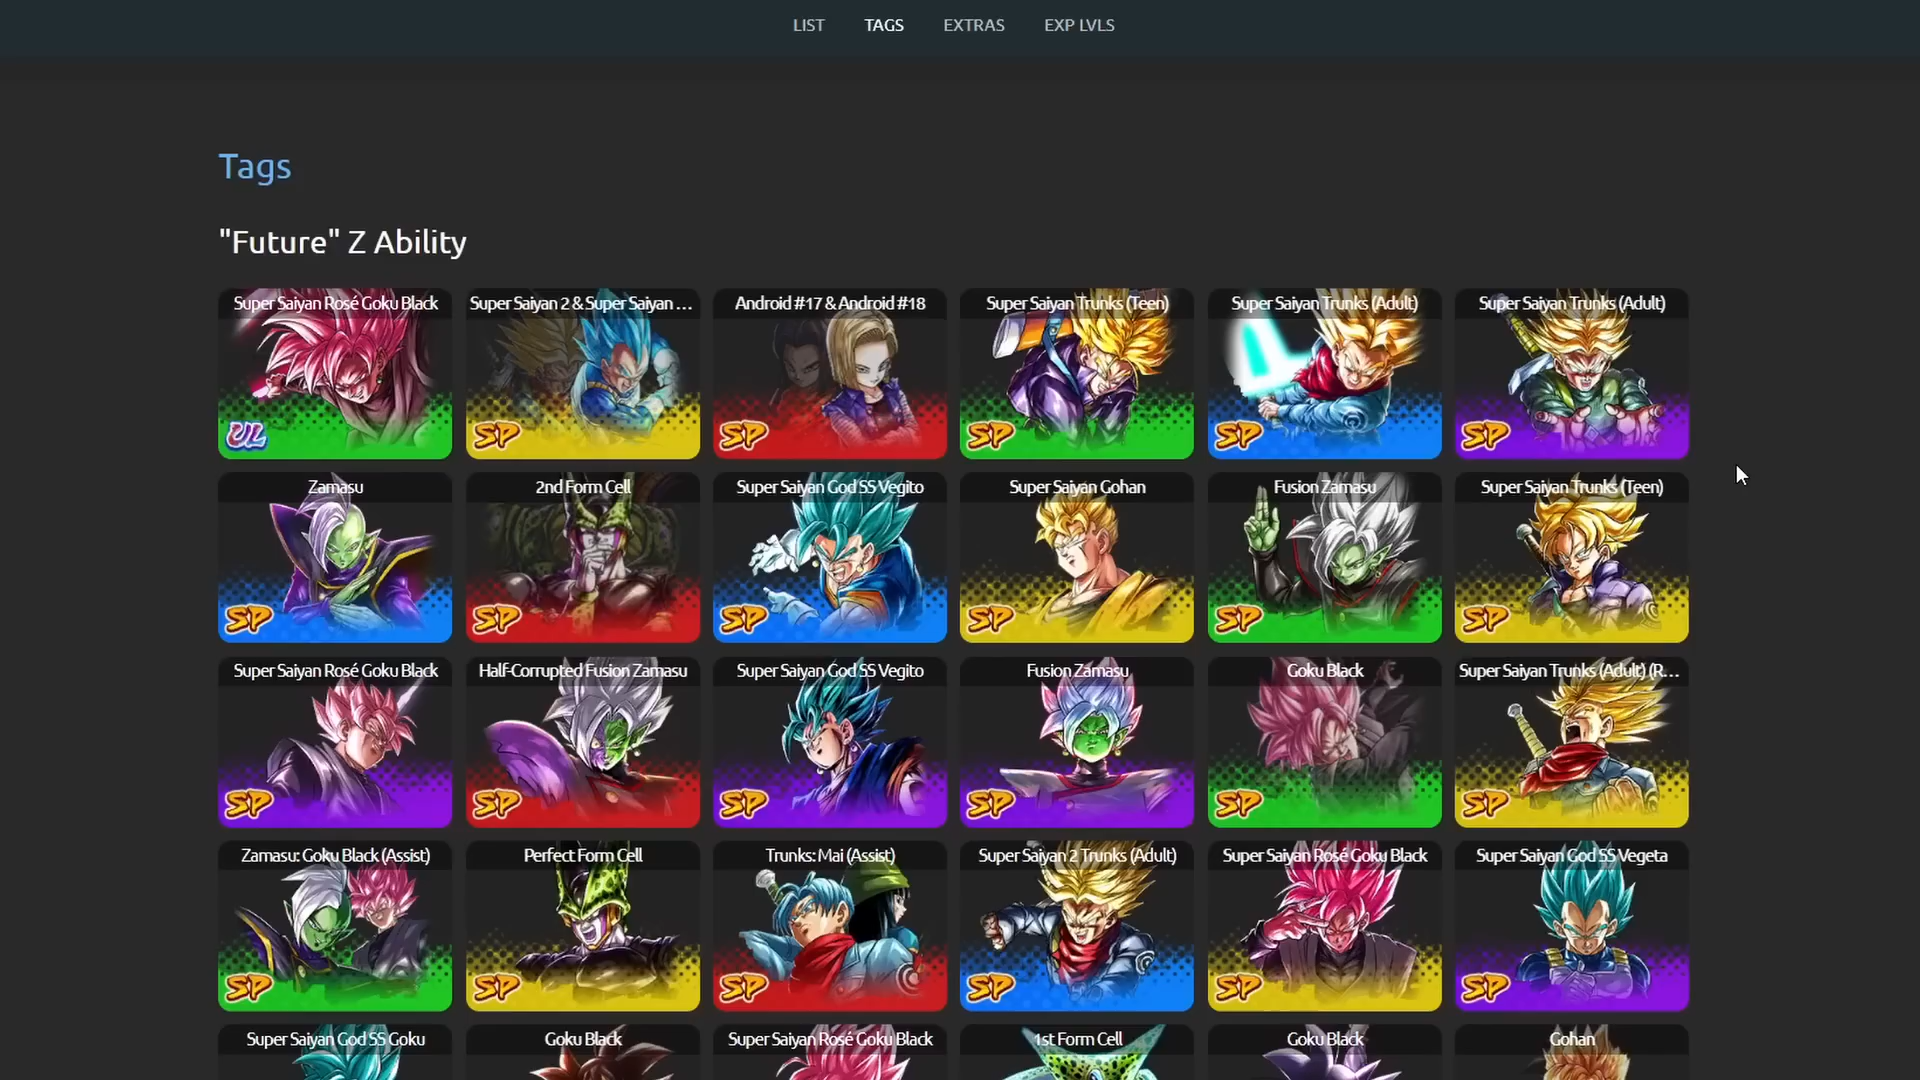 LIST TAGS EXTRAS EXP LVLS
Tags
"Future" Z Ability
Super Saiyan Rosé Goku Black
Super Saiyan 2 & Super Saiyan ...
Android #17 & Android #18
Super Saiyan Trunks (Teen)
Super Saiyan Trunks (Adult)
Super Saiyan Trunks (Adult)
UL
SP
SP
SP
SP
SP
Zamasu
2nd Form Cell
Super Saiyan God SS Vegito
Super Saiyan Gohan
Fusion Zamasu
Super Saiyan Trunks (Teen)
SP
SP
SP
SP
SP
SP
Super Saiyan Rosé Goku Black
Half-Corrupted Fusion Zamasu
Super Saiyan God SS Vegito
Fusion Zamasu
Goku Black
Super Saiyan Trunks (Adult) (R...
SP
SP
SP
SP
SP
SP
Zamasu: Goku Black (Assist)
Perfect Form Cell
Trunks: Mai (Assist)
Super Saiyan 2 Trunks (Adult)
Super Saiyan Rosé Goku Black
Super Saiyan God SS Vegeta
SP
SP
SP
SP
SP
SP
Super Saiyan God SS Goku
Goku Black
Super Saiyan Rosé Goku Black
1st Form Cell
Goku Black
Gohan